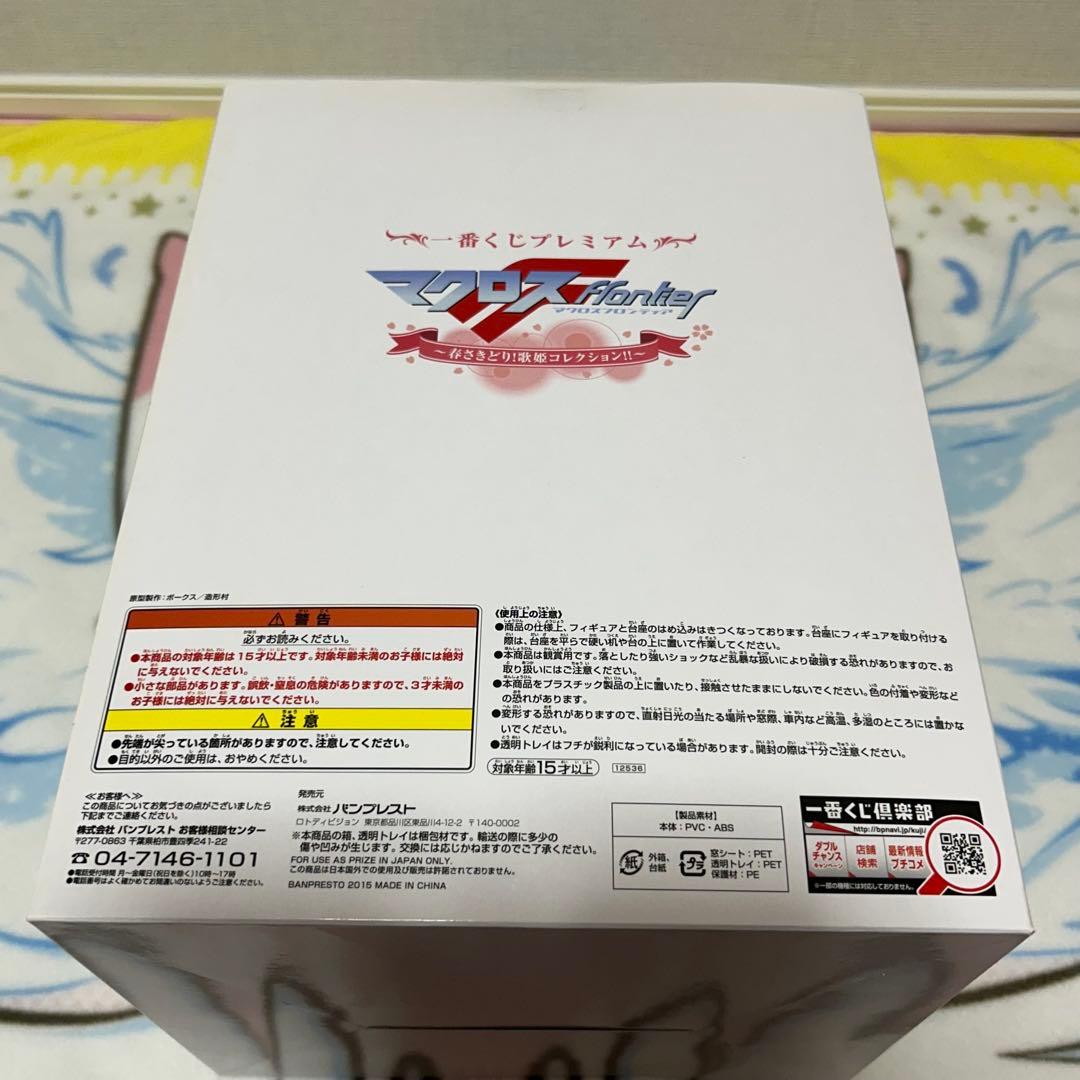 一番くじプレミアム
マクロスF frontier
マクロスフロンティア
～春さきどり!歌姫コレクション!!～
原型製作:ボークス/造形村
⚠ 警告
必ずお読みください。
●本商品の対象年齢は15才以上です。対象年齢未満のお子様には絶対
に与えないでください。
●小さな部品があります。誤飲・窒息の危険がありますので、3才未満の
お子様には絶対に与えないでください。
⚠ 注意
●先端が尖っている箇所がありますので、注意してください。
●目的以外のご使用は、おやめください。
《使用上の注意》
●商品の仕様上、フィギュアと台座のはめ込みはきつくなっております。台座にフィギュアを取り付ける
際は、台座を平らで硬い机や台の上に置いて作業してください。
●本商品は観賞用です。落としたり強いショックなど乱暴な扱いにより破損する恐れがありますので、お
取り扱いにはご注意ください。
●本商品をプラスチック製品の上に置いたり、接触させたままにしないでください。色の付着や変形など
の恐れがあります。
●変形する恐れがありますので、直射日光の当たる場所や窓際、車内など高温、多湿のところには置かな
いでください。
●透明トレイはフチが鋭利になっている場合があります。開封の際は十分ご注意ください。
対象年齢15才以上
12536
≪お客様へ≫
この商品についてお気づきの点がございましたら
下記までご連絡ください。
株式会社 バンプレスト お客様相談センター
〒277-0863 千葉県柏市豊四季241-22
☎04-7146-1101
●電話受付時間 月～金曜日(祝日を除く)10時～17時
●電話番号はよく確かめてお間違のないようご注意ください。
発売元
株式会社 バンプレスト
ロトディビジョン 東京都品川区東品川4-12-2 〒140-0002
※本商品の箱、透明トレイは梱包材です。輸送の際に多少の
傷や凹みが生じます。交換には応じかねますのでご了承ください。
FOR USE AS PRIZE IN JAPAN ONLY.
この商品は日本国外での使用及び販売は許諾されておりません。
BANPRESTO 2015 MADE IN CHINA
【製品素材】
本体:PVC・ABS
紙
外箱、
台紙
プラ
窓シート:PET
透明トレイ:PET
保護材:PE
一番くじ倶楽部
http://bpnavi.jp/kuji/
ダブル
チャンス
キャンペーン
店舗
検索
最新情報
プチコメ
※一部の機種には対応しておりません。